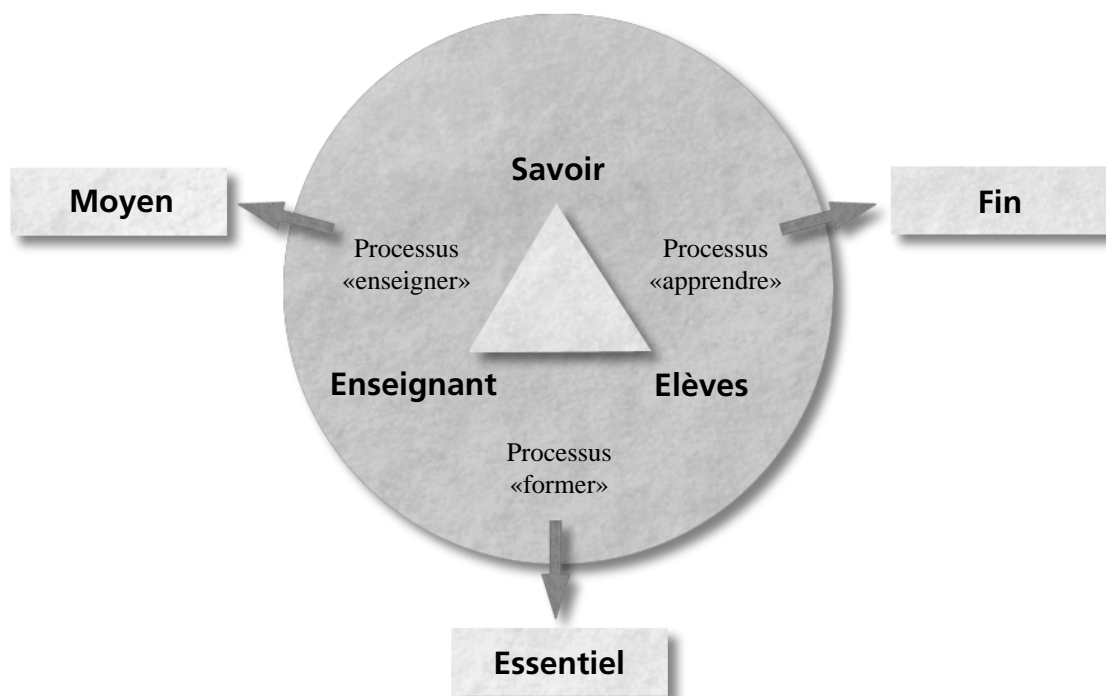 Savoir
Moyen
Fin
Processus
«enseigner»
Processus
«apprendre»
Enseignant
Elèves
Processus
«former»
Essentiel